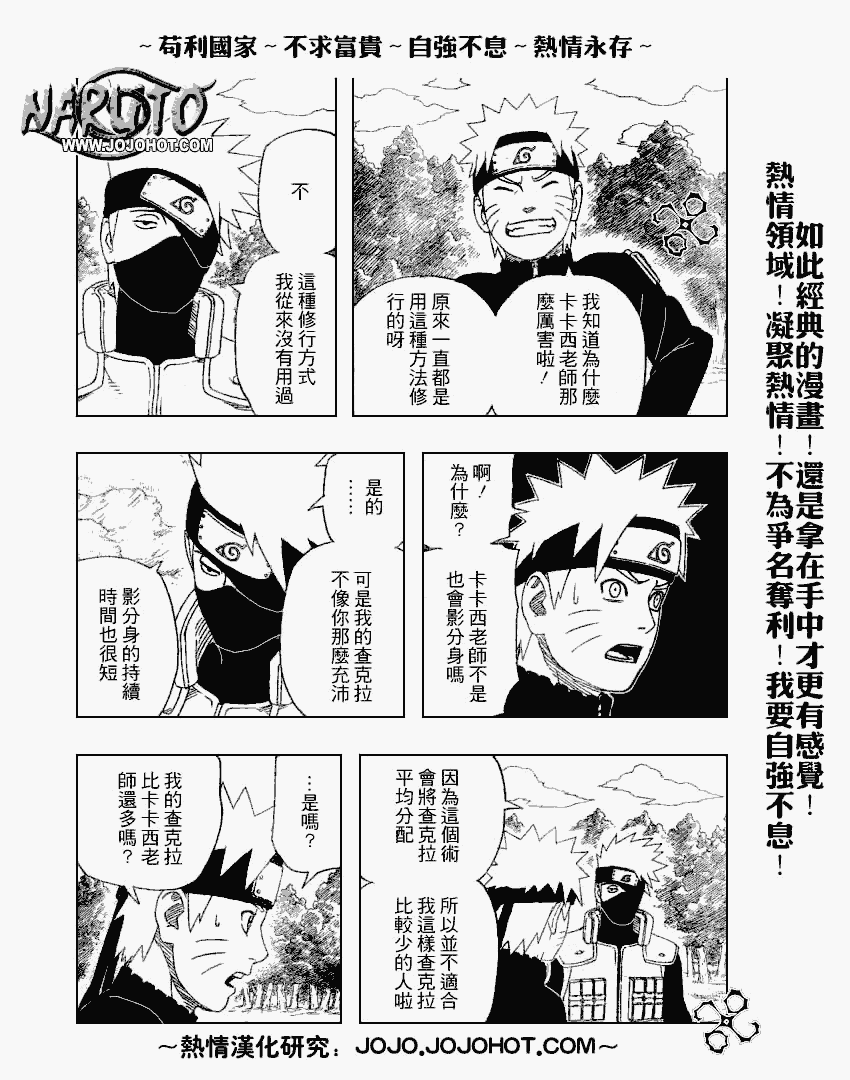 ~苟利國家~不求富貴~自強不息~熱情永存~
NARUTO
WWW.JOJOHOT.COM
如此經典的漫畫！還是拿在手中才更有感覺！
熱情領域！凝聚熱情！不為爭名奪利！我要自強不息！
我知道為什麼
卡卡西老師那
麼厲害啦！
原來一直都是
用這種方法修
行的呀
不
這種修行方式
我從來沒有用過
啊！
為什麼？
卡卡西老師不是
也會影分身嗎
是的
……
可是我的查克拉
不像你那麼充沛
影分身的持續
時間也很短
因為這個術
會將查克拉
平均分配
所以並不適合
我這樣查克拉
比較少的人啦
…是嗎？
我的查克拉
比卡卡西老
師還多嗎？
～熱情漢化研究：JOJO.JOJOHOT.COM～